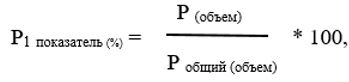 P (объем)
P1 показатель (%) = * 100,
P общий (объем)